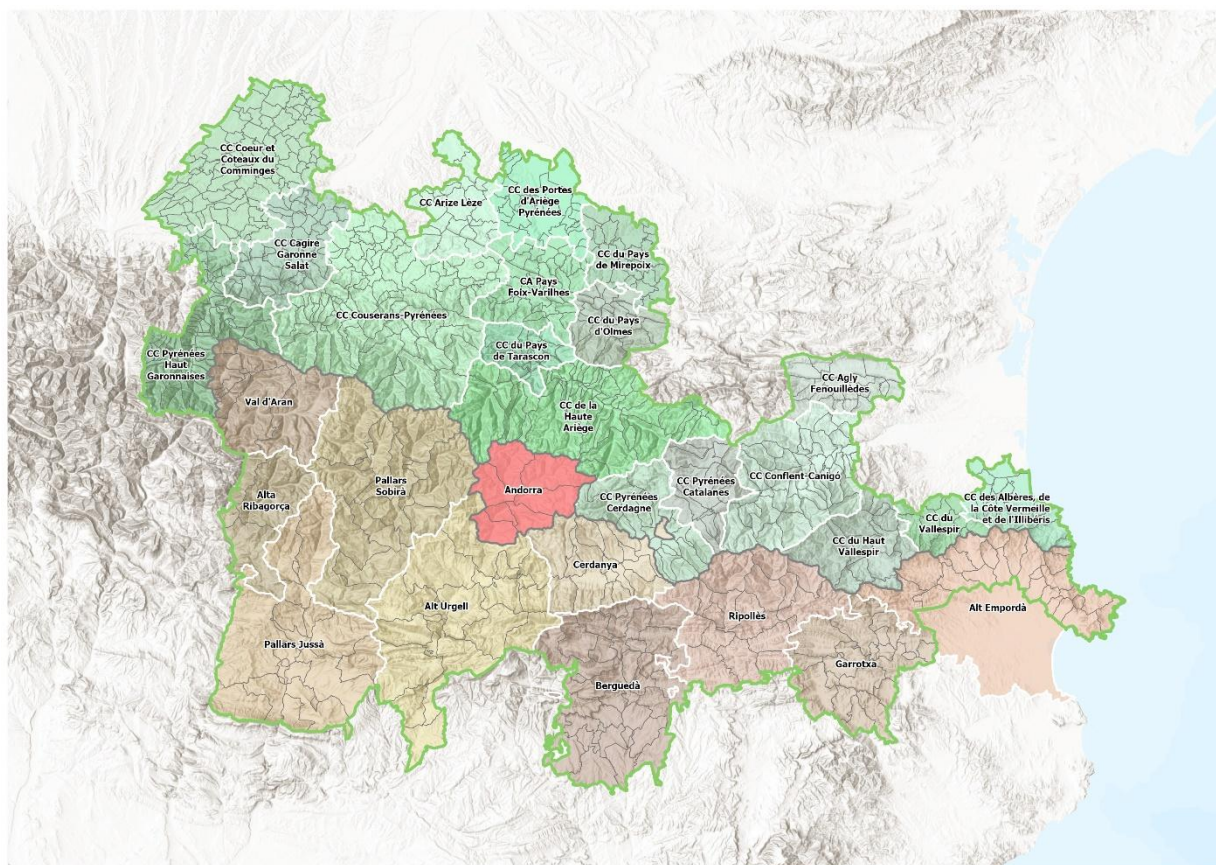 CC Coeur et
Coteaux du
Comminges
CC Arize Lèze
CC des Portes
d'Ariège
Pyrénées
CC Cagire
Garonne
Salat
CC du Pays
de Mirepoix
CA Pays
Foix-Varilhes
CC Couserans-Pyrénées
CC du Pays
d'Olmes
CC du Pays
de Tarascon
CC Pyrénées
Haut
Garonnaises
CC Agly
Fenouillèdes
Val d'Aran
CC de la
Haute
Ariège
Pallars
Sobirà
CC Pyrénées
Catalanes
CC Conflent-Canigó
Andorra
Alta
Ribagorça
CC Pyrénées
Cerdagne
CC des Albères, de
la Côte Vermeille
et de l'Illibéris
CC du
Vallespir
CC du Haut
Vallespir
Cerdanya
Alt Urgell
Alt Empordà
Ripollès
Pallars Jussà
Garrotxa
Berguedà